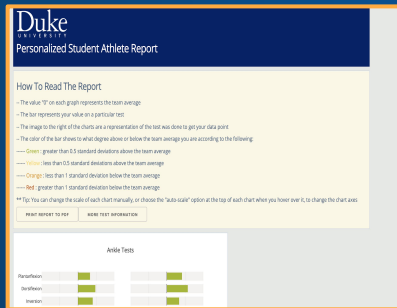 Duke
UNIVERSITY
Personalized Student Athlete Report
How To Read The Report
-- The value "0" on each graph represents the team average
-- The bar represents your value on a particular test
-- The image to the right of the charts are a representation of the test was done to get your data point
-- The color of the bar shows to what degree above or below the team average you are according to the following:
----- Green : greater than 0.5 standard deviations above the team average
----- Yellow : less than 0.5 standard deviations above the team average
----- Orange : less than 1 standard deviation below the team average
----- Red : greater than 1 standard deviation below the team average
** Tip: You can change the scale of each chart manually, or choose the "auto-scale" option at the top of each chart when you hover over it, to change the chart axis
PRINT REPORT TO PDF MORE TEST INFORMATION
Ankle Tests
Plantarflexion
Dorsiflexion
Inversion